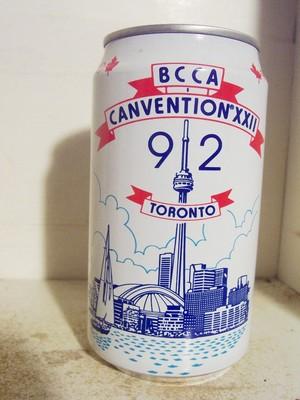 BCCA
CANVENTION® XXII
92
TORONTO